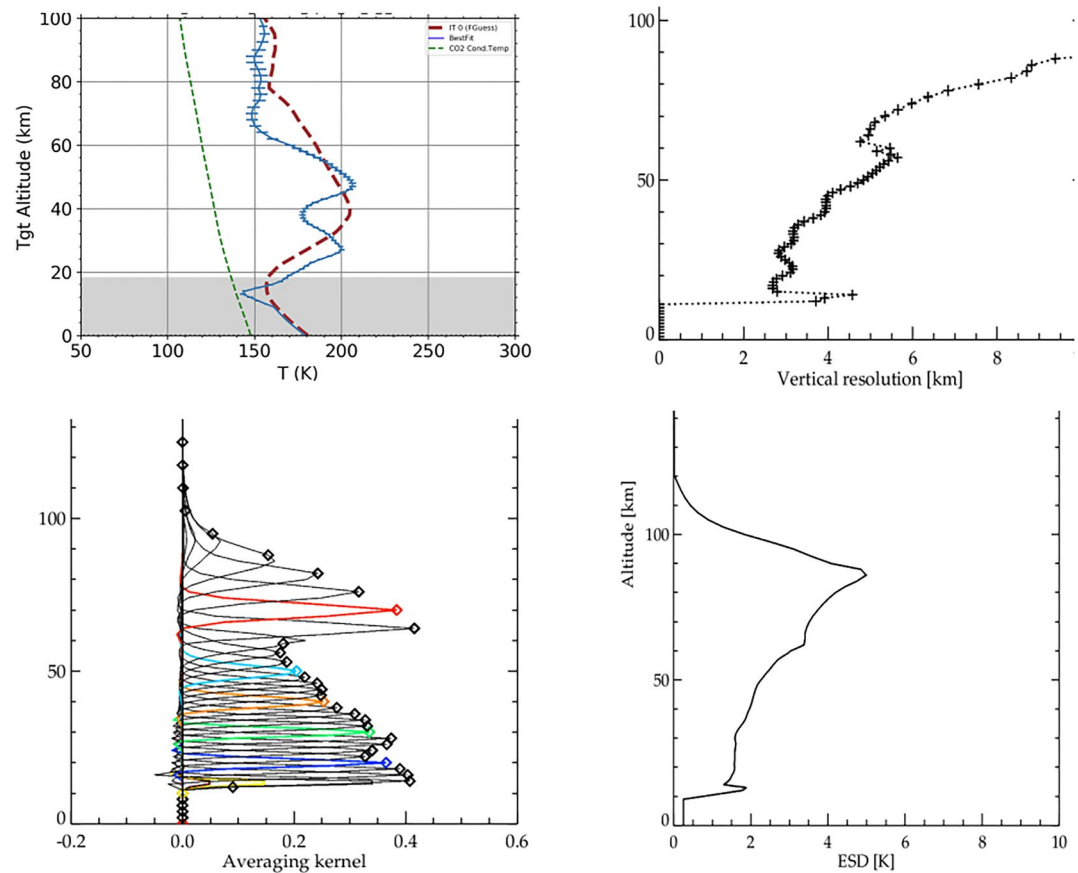 100
80
60
40
20
0
Tgt Altitude (km)
IT 0 (FGuess)
BestFit
CO2 Cond.Temp
50 100 150 200 250 300
T (K)
100
50
0
0 2 4 6 8
Vertical resolution [km]
100
50
0
-0.2 0.0 0.2 0.4 0.6
Averaging kernel
Altitude [km]
100
50
0
0 2 4 6 8 10
ESD [K]